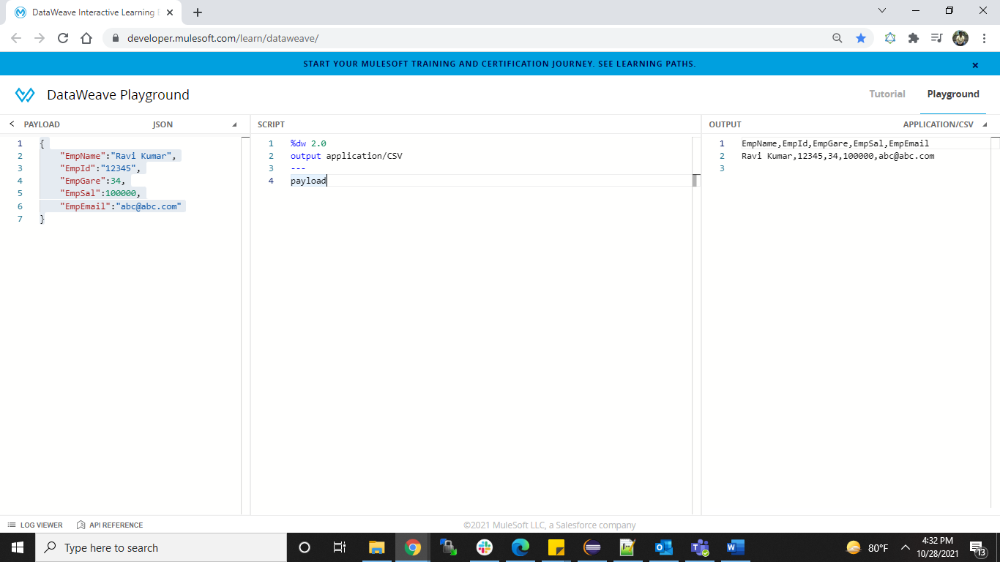 DataWeave Interactive Learning
developer.mulesoft.com/learn/dataweave/
START YOUR MULESOFT TRAINING AND CERTIFICATION JOURNEY. SEE LEARNING PATHS.
DataWeave Playground
Tutorial
Playground
PAYLOAD
JSON
1 {
2 "EmpName":"Ravi Kumar",
3 "EmpId":"12345",
4 "EmpGare":34,
5 "EmpSal":100000,
6 "EmpEmail":"abc@abc.com"
7 }
SCRIPT
1 %dw 2.0
2 output application/CSV
3 ---
4 payload
OUTPUT
APPLICATION/CSV
1 EmpName,EmpId,EmpGare,EmpSal,EmpEmail
2 Ravi Kumar,12345,34,100000,abc@abc.com
3
LOG VIEWER
API REFERENCE
©2021 MuleSoft LLC, a Salesforce company
Type here to search
80°F
4:32 PM
10/28/2021
13